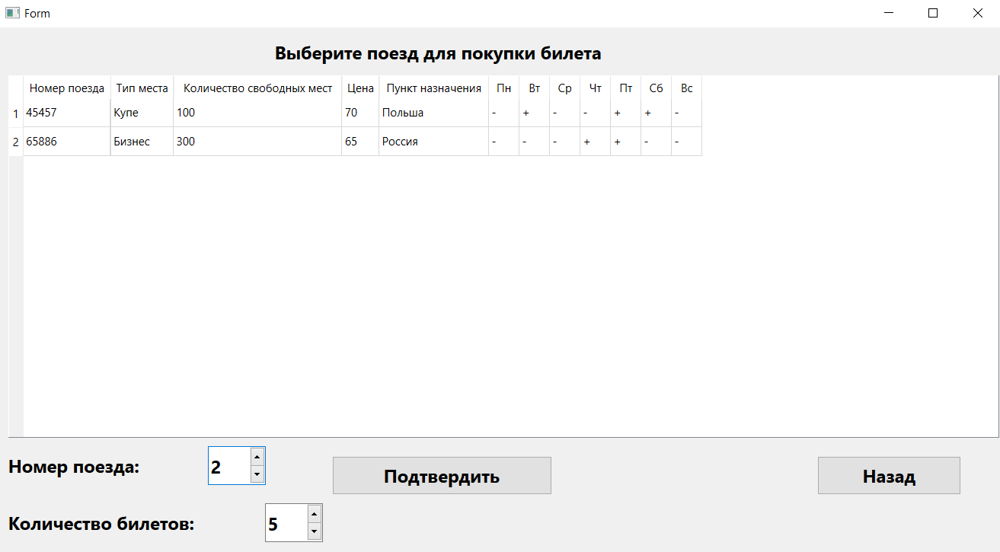 Form
Выберите поезд для покупки билета
Номер поезда Тип места Количество свободных мест Цена Пункт назначения Пн Вт Ср Чт Пт Сб Вс
1 45457 Купе 100 70 Польша - + - - + + -
2 65886 Бизнес 300 65 Россия - - - + + - -
Номер поезда: 2 Подтвердить Назад
Количество билетов: 5